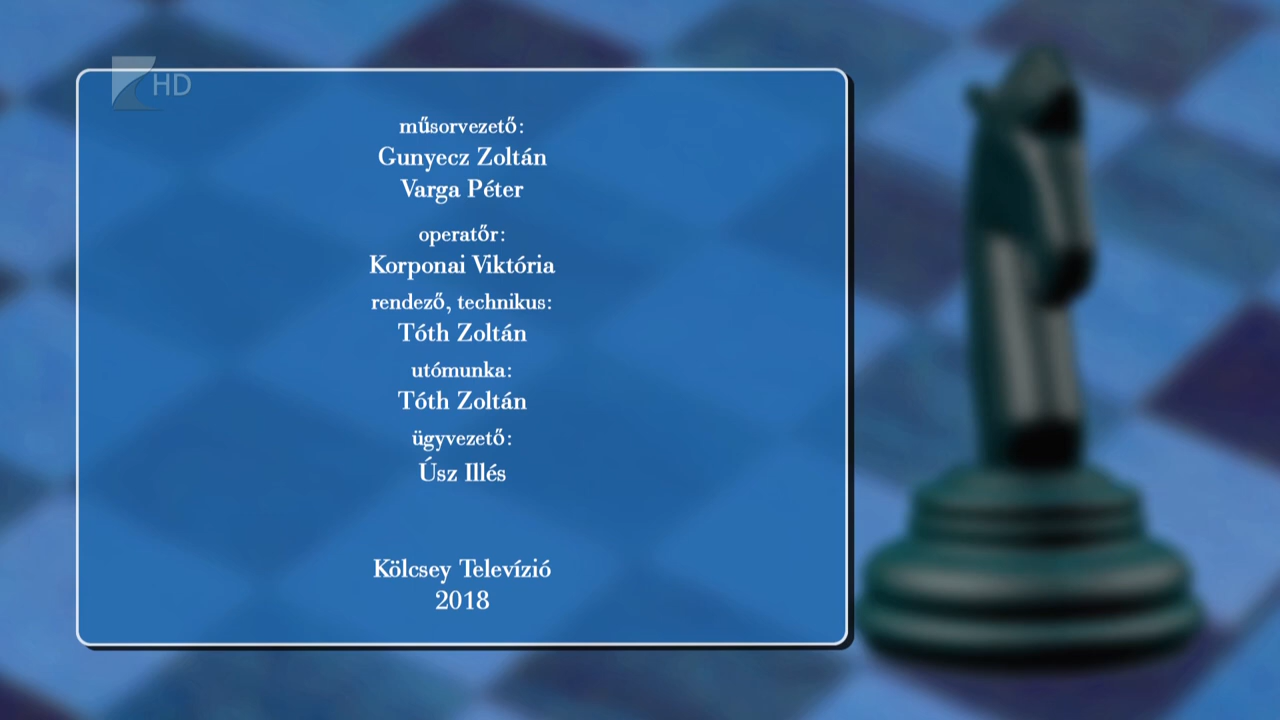 HD
műsorvezető:
Gunyecz Zoltán
Varga Péter
operatőr:
Korponai Viktória
rendező, technikus:
Tóth Zoltán
utómunka:
Tóth Zoltán
ügyvezető:
Úsz Illés
Kölcsey Televízió
2018